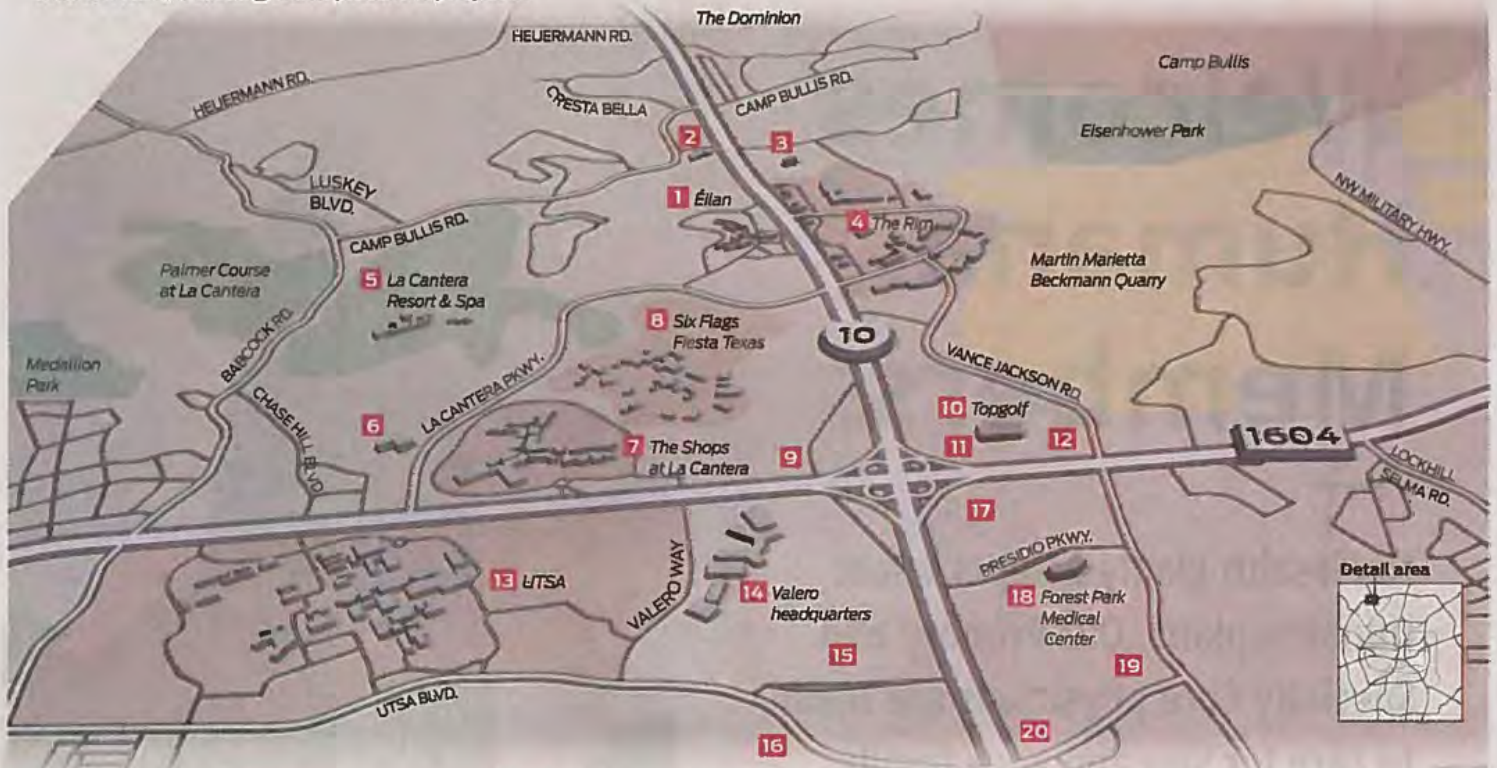 The Dominion
HEUERMANN RD.
HEUERMANN RD.
CRESTA BELLA
CAMP BULLIS RD.
Camp Bullis
Eisenhower Park
2
3
LUSKEY
BLVD.
1 Éilan
4 The Rim
NW MILITARY HWY.
CAMP BULLIS RD.
Palmer Course
at La Cantera
5 La Cantera
Resort & Spa
Martin Marietta
Beckmann Quarry
8 Six Flags
Fiesta Texas
10
BABCOCK RD.
Medallion
Park
LA CANTERA PKWY.
VANCE JACKSON RD.
CHASE HILL BLVD.
10 Topgolf
6
7 The Shops
at La Cantera
9
11
12
1604
LOCKHILL
SELMA RD.
17
PRESIDIO PKWY.
13 UTSA
VALERO WAY
14 Valero
headquarters
18 Forest Park
Medical
Center
Detail area
15
19
UTSA BLVD.
16
20